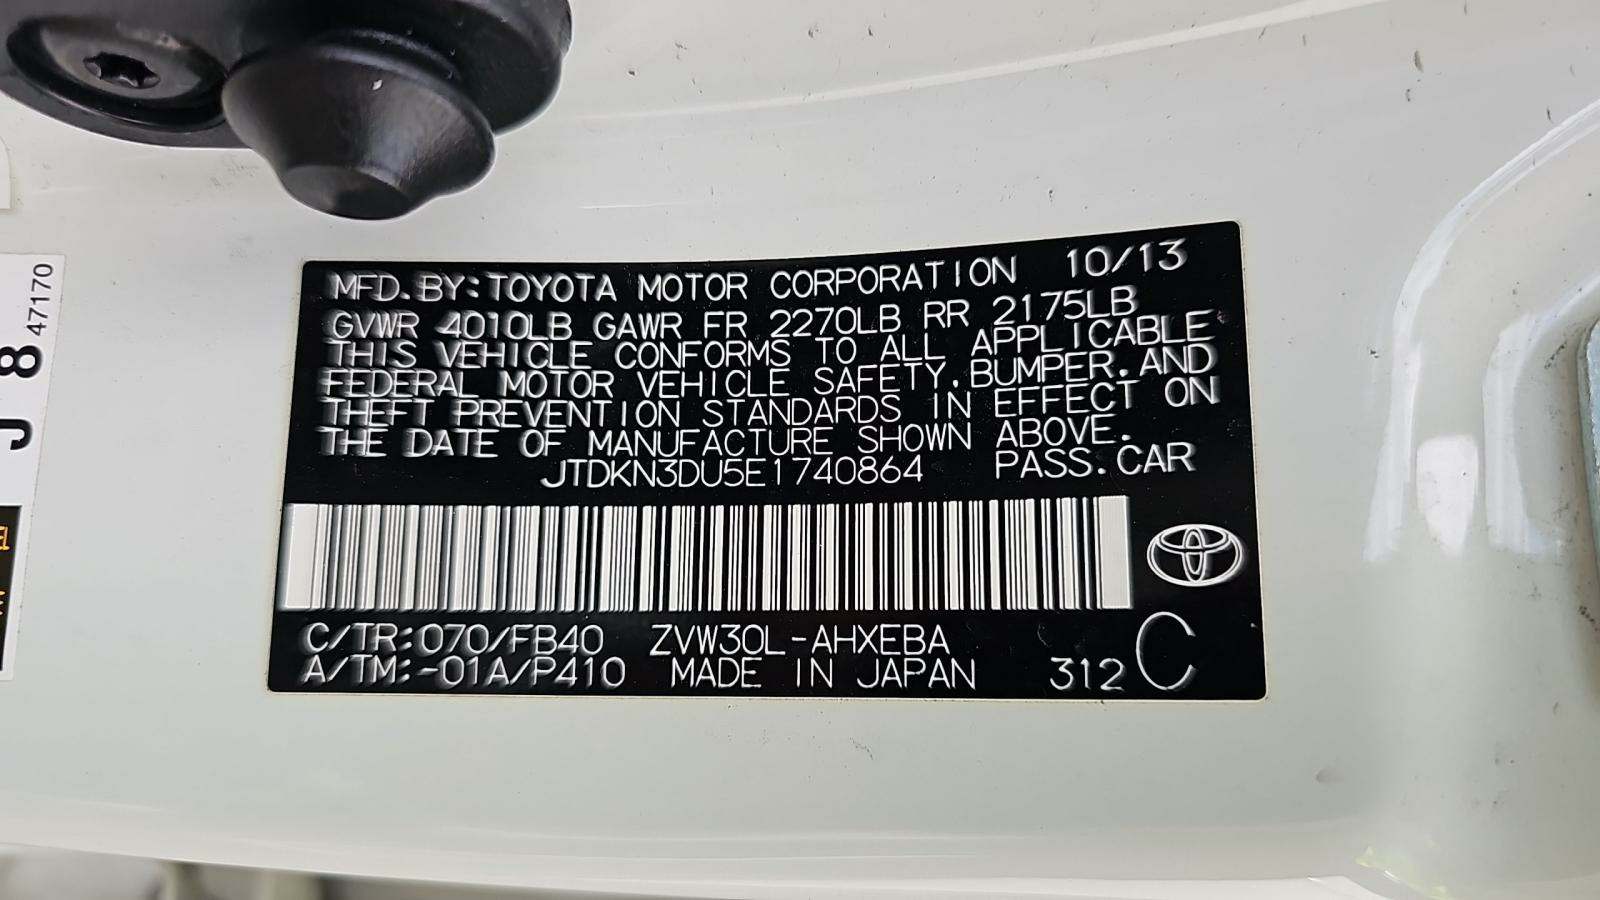 MFD.BY:TOYOTA MOTOR CORPORATION 10/13
GVWR 4010LB GAWR FR 2270LB RR 2175LB
THIS VEHICLE CONFORMS TO ALL APPLICABLE
FEDERAL MOTOR VEHICLE SAFETY,BUMPER,AND
THEFT PREVENTION STANDARDS IN EFFECT ON
THE DATE OF MANUFACTURE SHOWN ABOVE.
JTDKN3DU5E1740864 PASS.CAR
C/TR:070/FB40 ZVW30L-AHXEBA
A/TM:-01A/P410 MADE IN JAPAN 312 C
J 8 47170